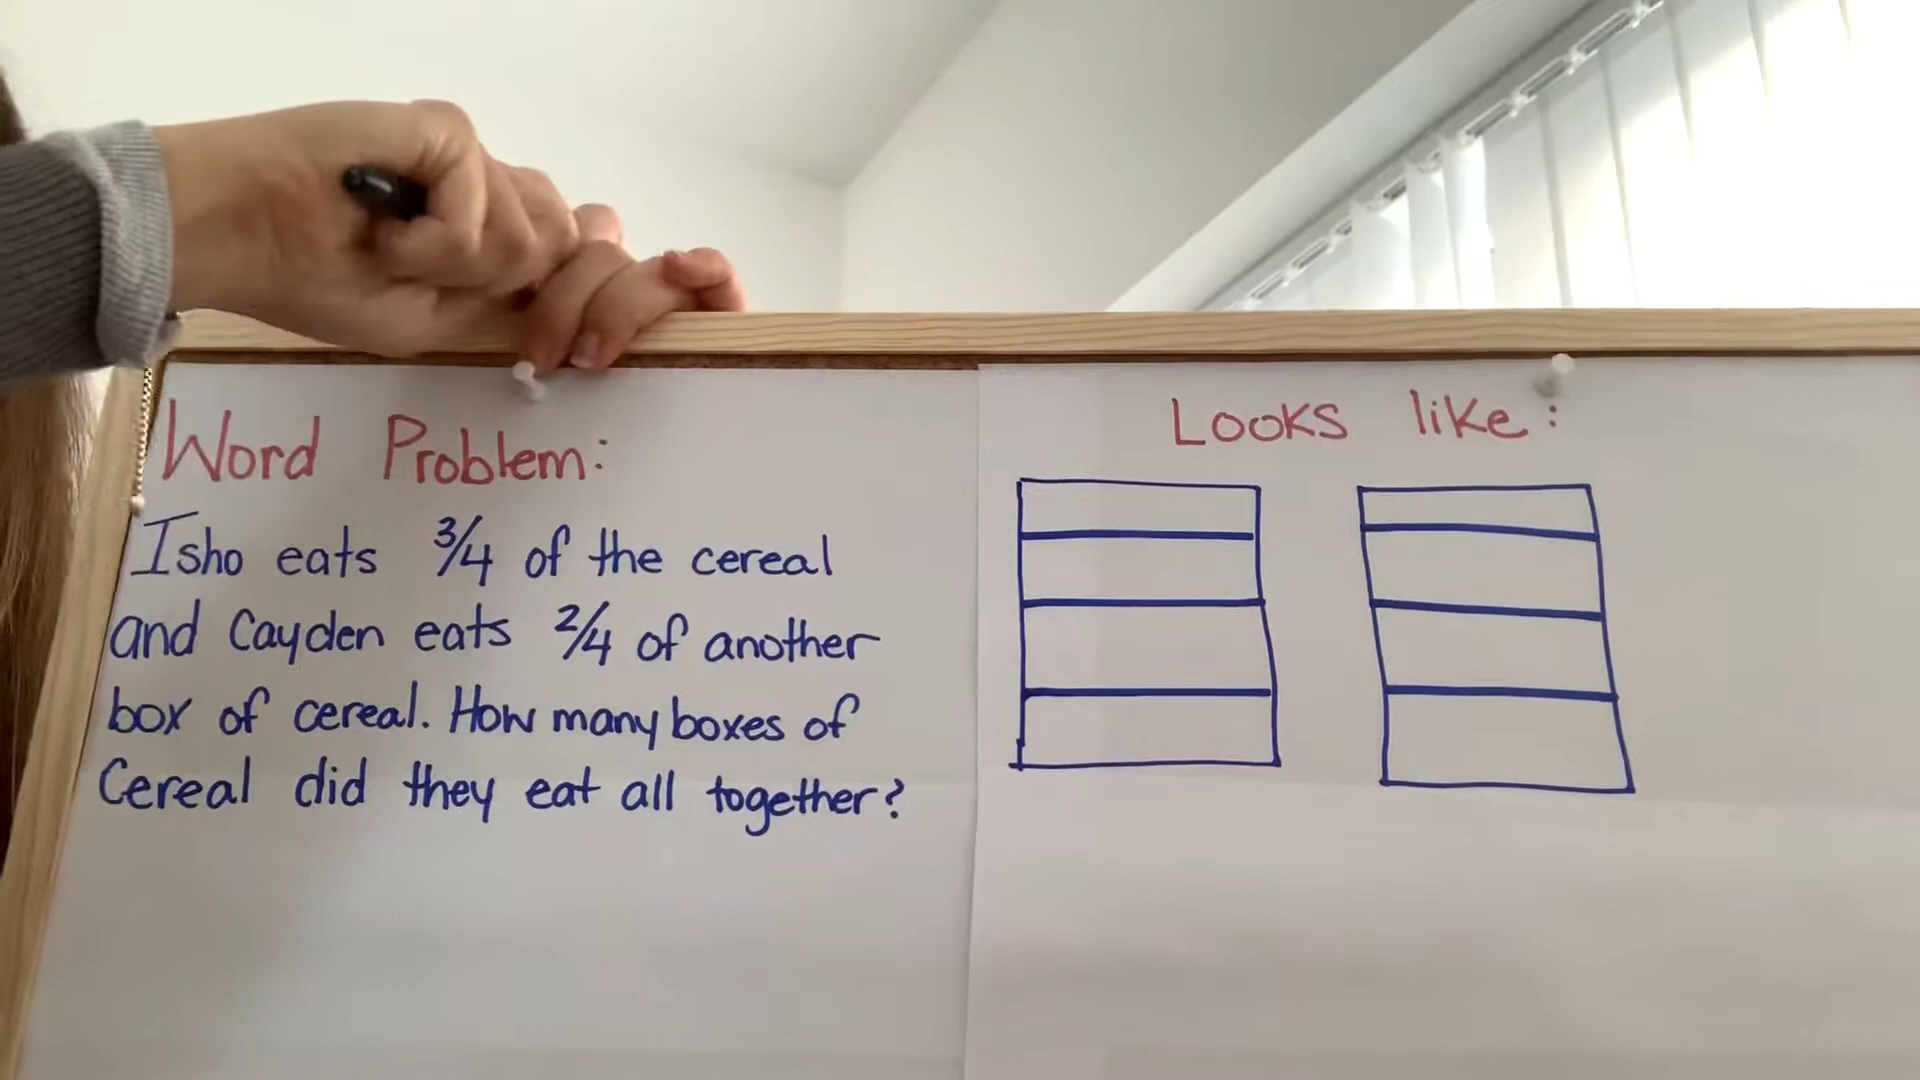 Word Problem:
Isho eats 3/4 of the cereal
and Cayden eats 2/4 of another
box of cereal. How many boxes of
Cereal did they eat all together?
Looks like: